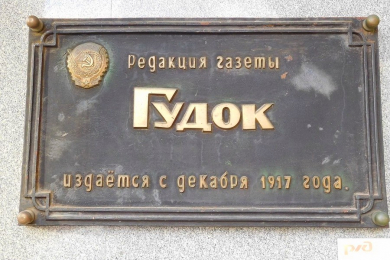 Редакция газеты
Гудок
издаётся с декабря 1917 года.